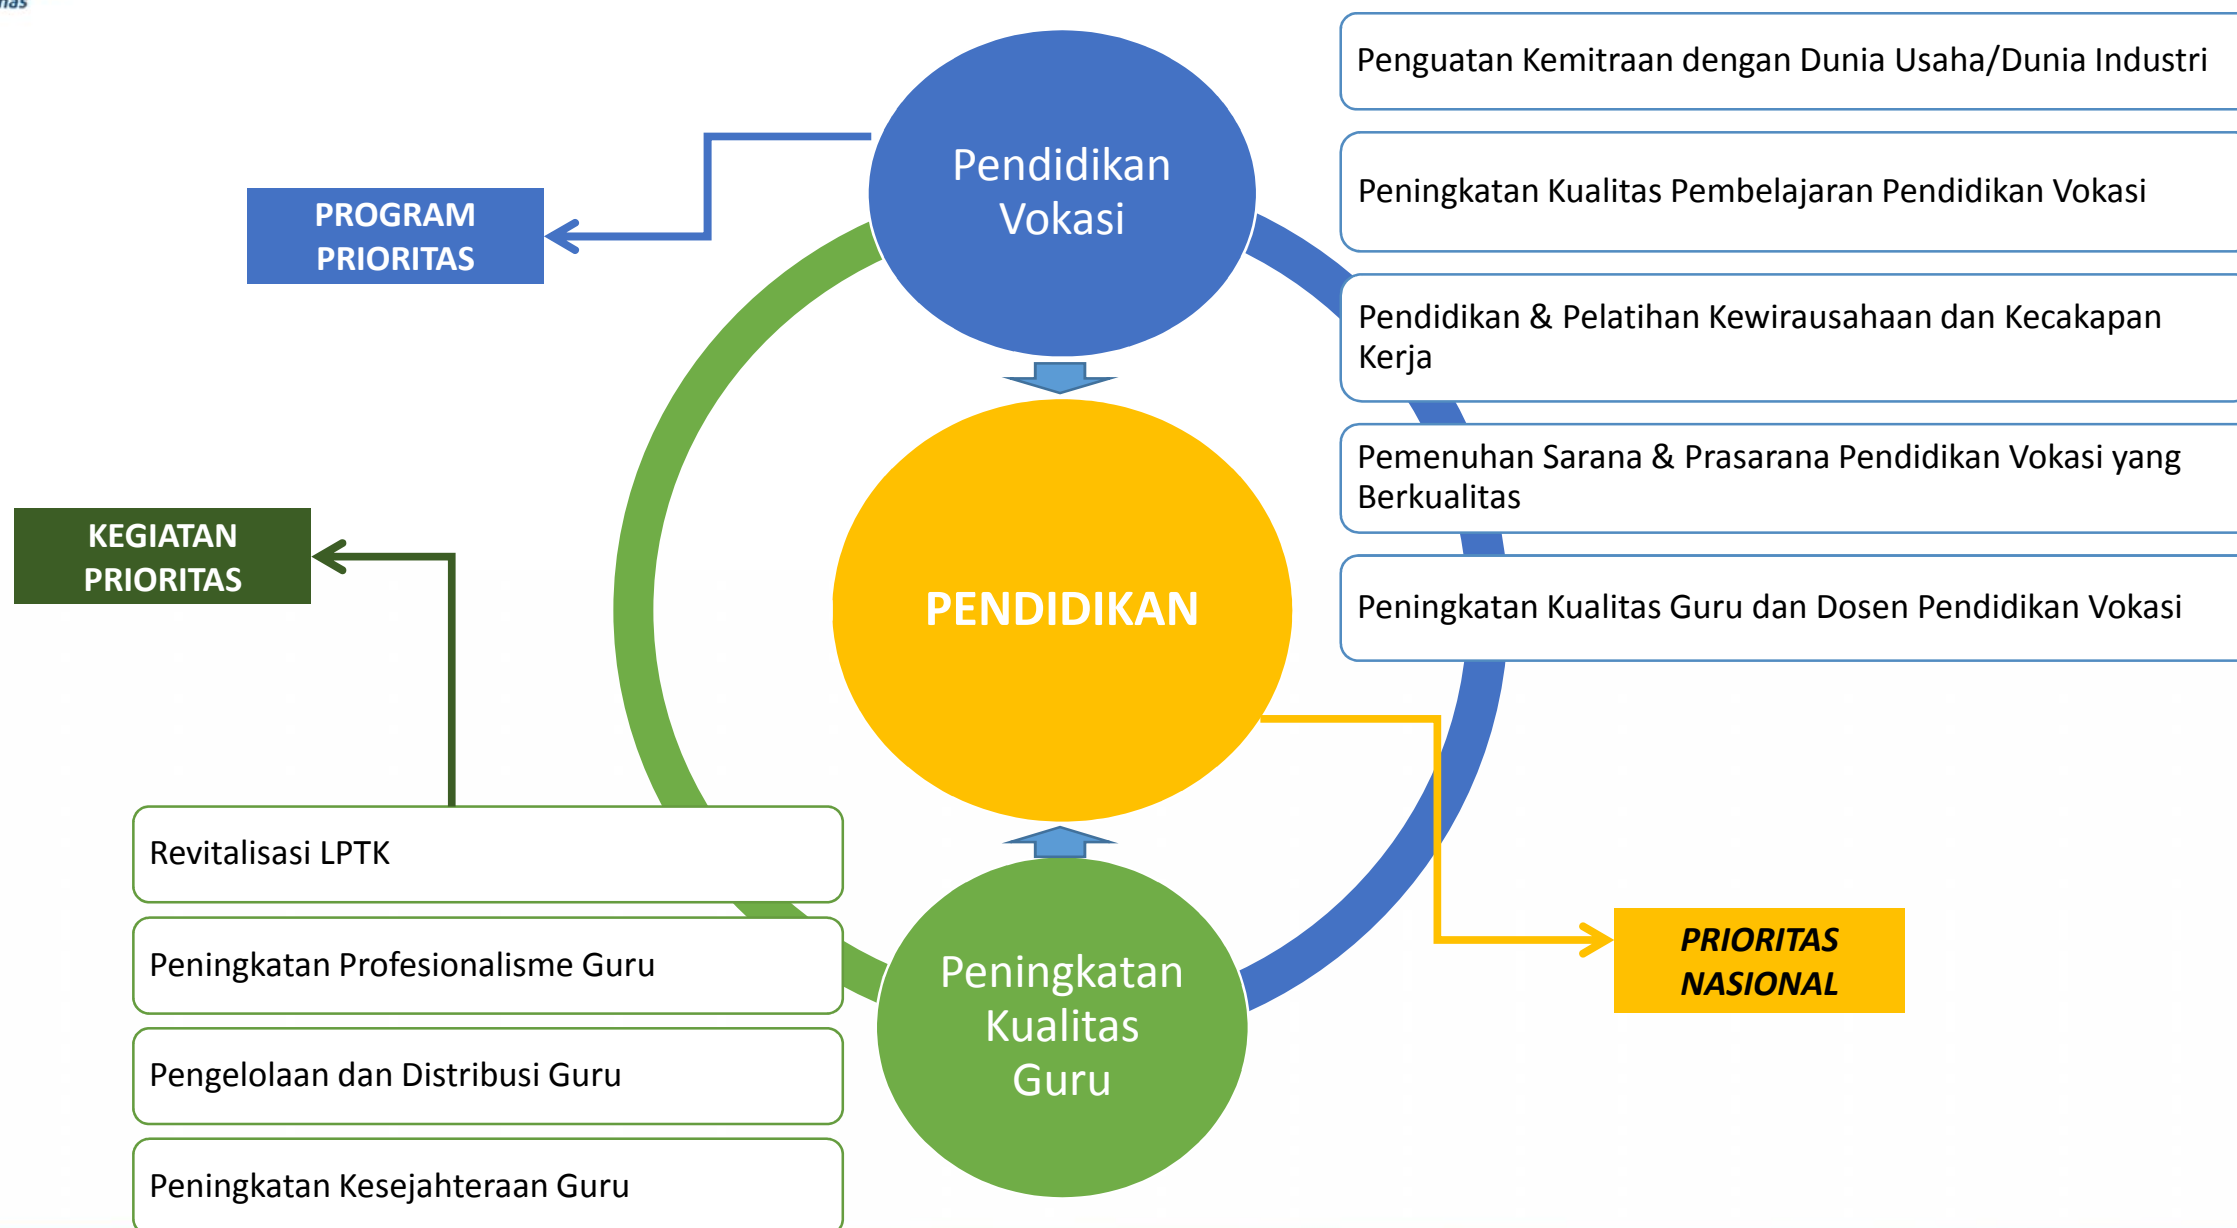 Pendidikan
Vokasi
PROGRAM
PRIORITAS
Penguatan Kemitraan dengan Dunia Usaha/Dunia Industri
Peningkatan Kualitas Pembelajaran Pendidikan Vokasi
Pendidikan & Pelatihan Kewirausahaan dan Kecakapan
Kerja
Pemenuhan Sarana & Prasarana Pendidikan Vokasi yang
Berkualitas
Peningkatan Kualitas Guru dan Dosen Pendidikan Vokasi
KEGIATAN
PRIORITAS
PENDIDIKAN
Revitalisasi LPTK
Peningkatan Profesionalisme Guru
Pengelolaan dan Distribusi Guru
Peningkatan Kesejahteraan Guru
Peningkatan
Kualitas
Guru
PRIORITAS
NASIONAL